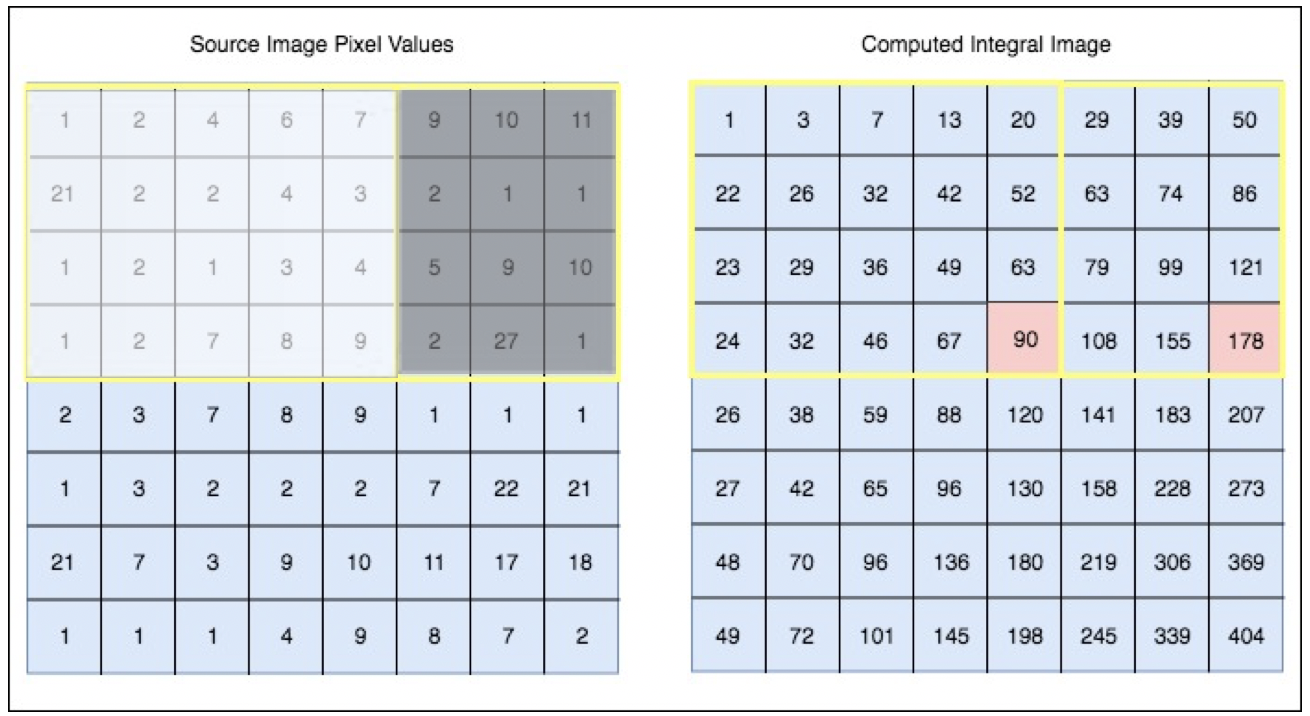 Source Image Pixel Values Computed Integral Image
1 2 4 6 7 9 10 11 1 3 7 13 20 29 39 50
21 2 2 4 3 2 1 1 22 26 32 42 52 63 74 86
1 2 1 3 4 5 9 10 23 29 36 49 63 79 99 121
1 2 7 8 9 2 27 1 24 32 46 67 90 108 155 178
2 3 7 8 9 1 1 1 26 38 59 88 120 141 183 207
1 3 2 2 2 7 22 21 27 42 65 96 130 158 228 273
21 7 3 9 10 11 17 18 48 70 96 136 180 219 306 369
1 1 1 4 9 8 7 2 49 72 101 145 198 245 339 404